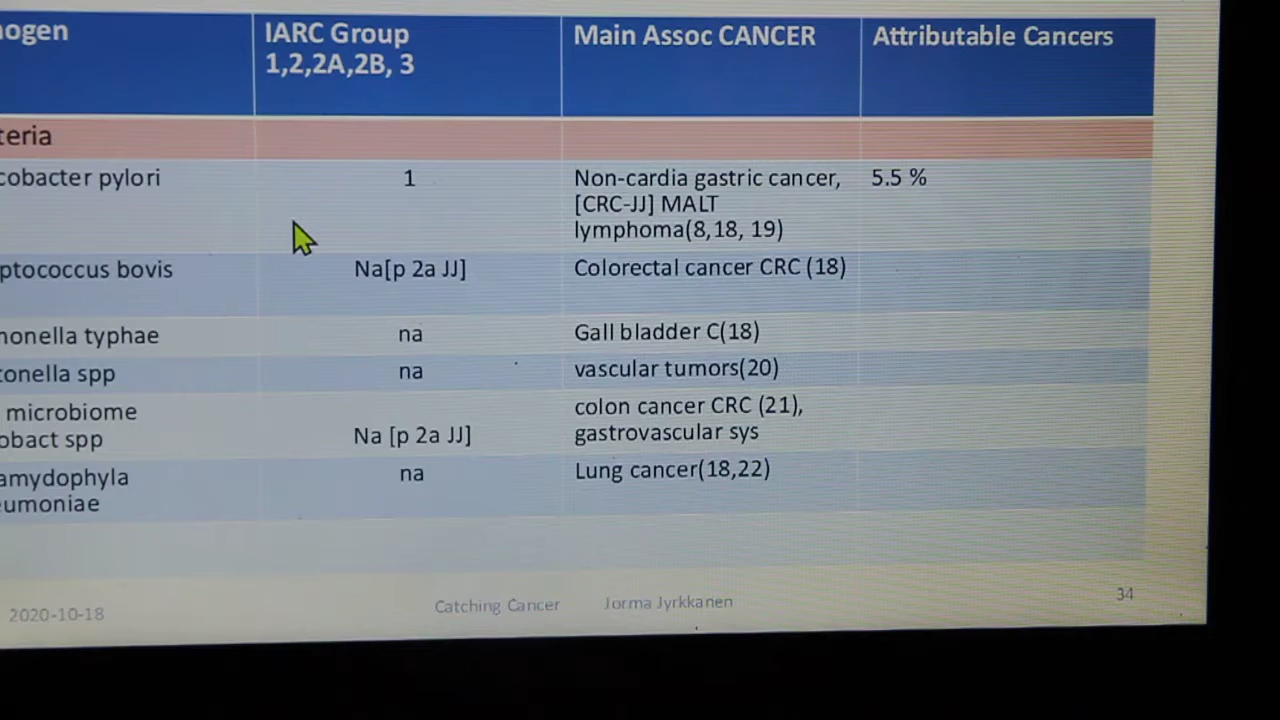 ogen IARC Group Main Assoc CANCER Attributable Cancers
1,2,2A,2B, 3
teria
cobacter pylori 1 Non-cardia gastric cancer, 5.5 %
[CRC-JJ] MALT
lymphoma(8,18, 19)
ptococcus bovis Na[p 2a JJ] Colorectal cancer CRC (18)
monella typhae na Gall bladder C(18)
onella spp na vascular tumors(20)
microbiome colon cancer CRC (21),
obact spp Na [p 2a JJ] gastrovascular sys
amydophyla na Lung cancer(18,22)
eumoniae
2020-10-18 Catching Cancer Jorma Jyrkkanen 34